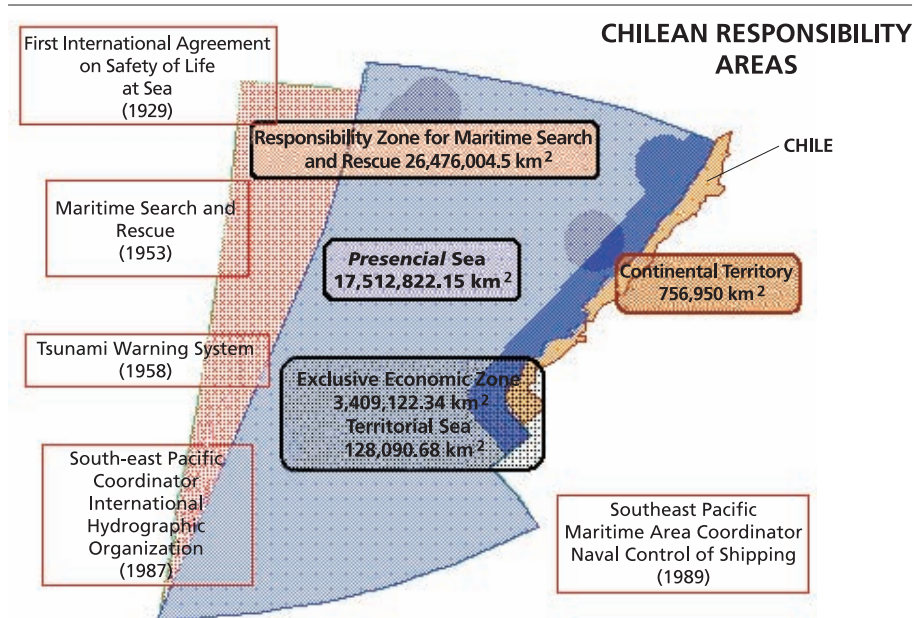 CHILEAN RESPONSIBILITY
AREAS
First International Agreement
on Safety of Life
at Sea
(1929)
Responsibility Zone for Maritime Search
and Rescue 26,476,004.5 km²
CHILE
Maritime Search and
Rescue
(1953)
Presencial Sea
17,512,822.15 km²
Continental Territory
756,950 km²
Tsunami Warning System
(1958)
Exclusive Economic Zone
3,409,122.34 km²
Territorial Sea
128,090.68 km²
South-east Pacific
Coordinator
International
Hydrographic
Organization
(1987)
Southeast Pacific
Maritime Area Coordinator
Naval Control of Shipping
(1989)